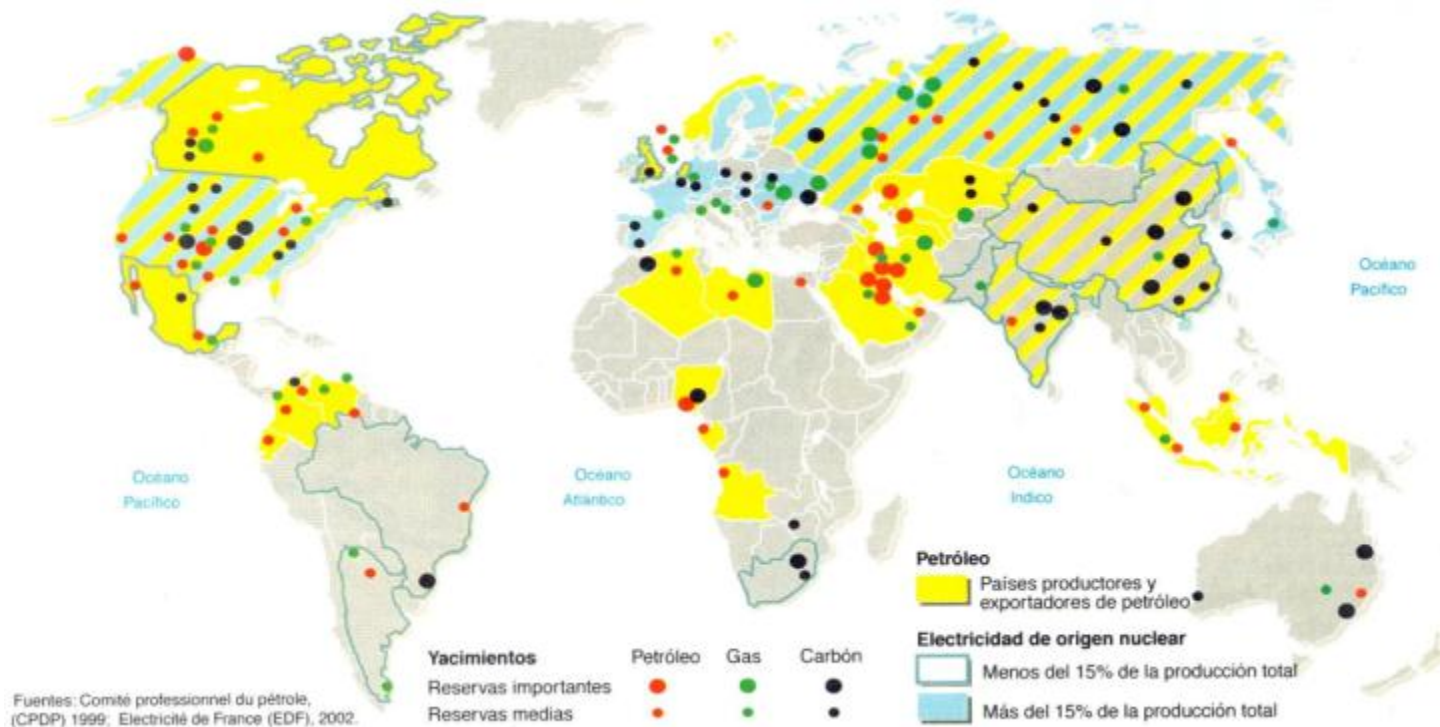 Océano
Pacífico
Océano
Pacífico
Océano
Atlántico
Océano
Indico
Petróleo
Países productores y
exportadores de petróleo
Electricidad de origen nuclear
Menos del 15% de la producción total
Más del 15% de la producción total
Yacimientos Petróleo Gas Carbón
Reservas importantes
Reservas medias
Fuentes: Comité professionnel du pétrole,
(CPDP) 1999; Electricité de France (EDF), 2002.